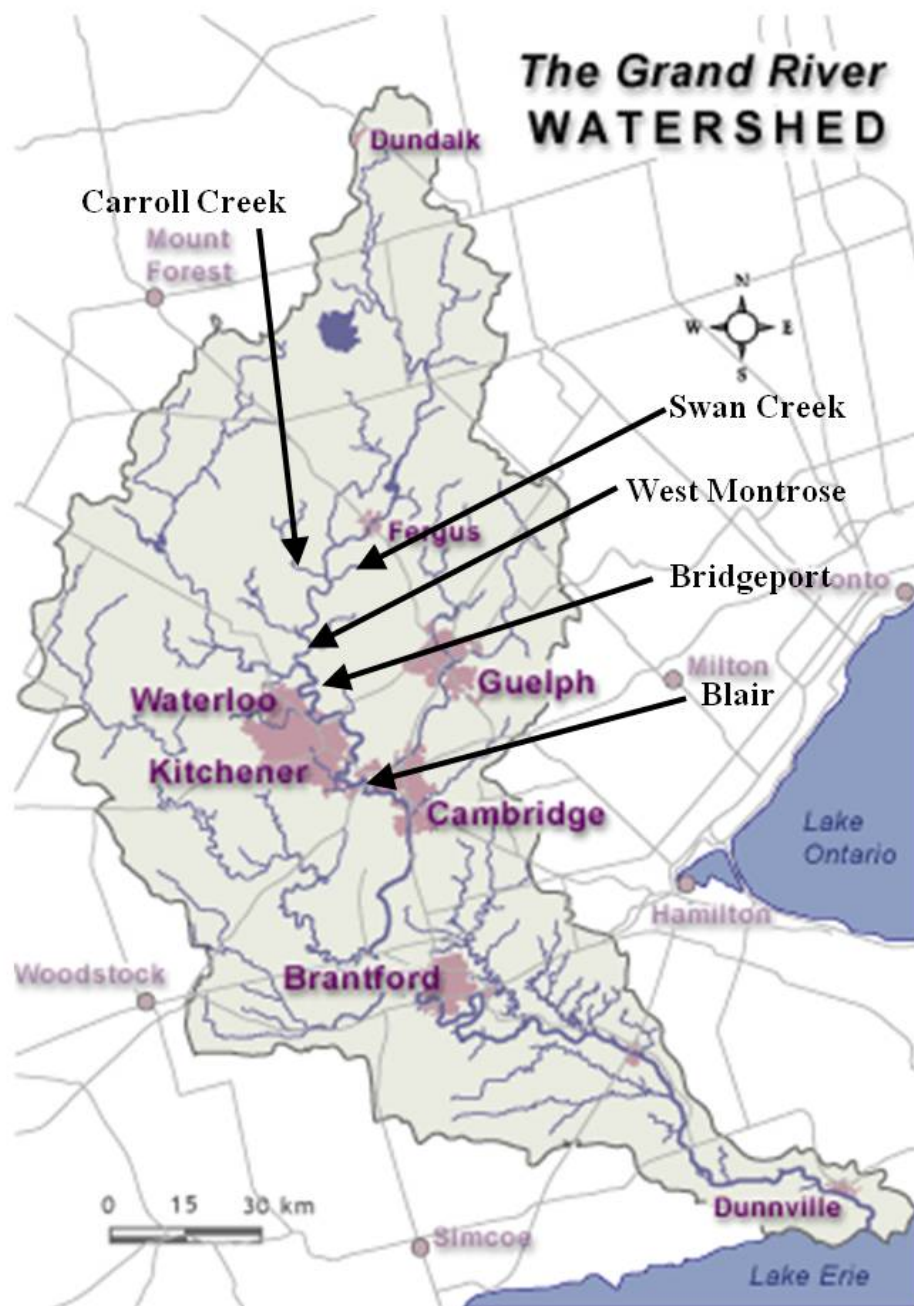 The Grand River
WATERSHED
Dundalk
Carroll Creek
Mount
Forest
N
W E
S
Swan Creek
West Montrose
Fergus
Bridgeport
Milton
Guelph
Waterloo
Blair
Kitchener
Cambridge
Lake
Ontario
Hamilton
Woodstock
Brantford
0 15 30 km
Dunnville
Simcoe
Lake Erie